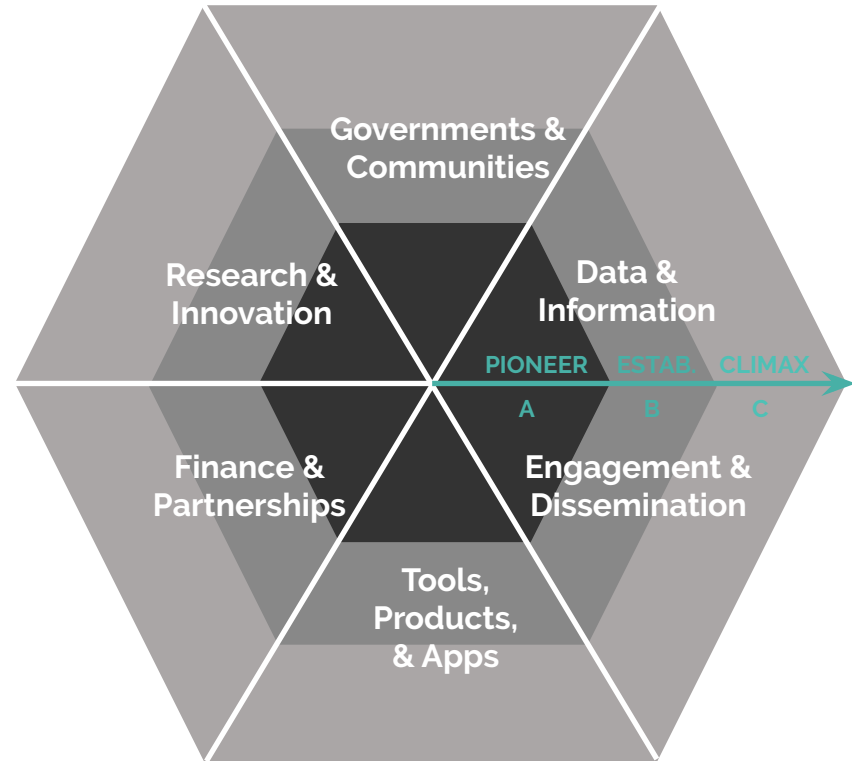 Governments &
Communities
Research &
Innovation
Data &
Information
PIONEER ESTAB. CLIMAX
A B C
Finance &
Partnerships
Engagement &
Dissemination
Tools,
Products,
& Apps